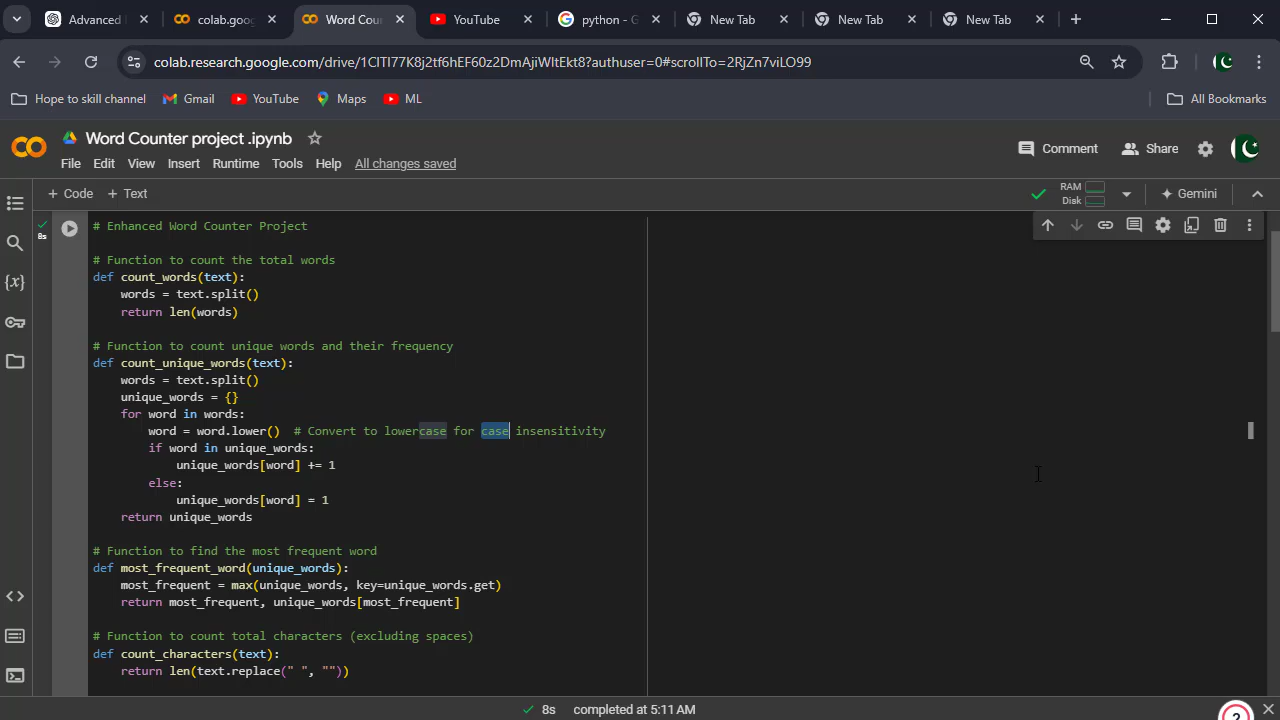 Advanced
colab.goo
Word Cour
YouTube
python - G
New Tab
New Tab
New Tab
colab.research.google.com/drive/1ClTI77K8j2tf6hEF60z2DmAjiWltEkt8?authuser=0#scrollTo=2RjZn7viLO99
Hope to skill channel
Gmail
YouTube
Maps
ML
All Bookmarks
Word Counter project .ipynb
File Edit View Insert Runtime Tools Help All changes saved
Comment
Share
+ Code + Text
RAM
Disk
Gemini
8s
# Enhanced Word Counter Project
# Function to count the total words
def count_words(text):
words = text.split()
return len(words)
# Function to count unique words and their frequency
def count_unique_words(text):
words = text.split()
unique_words = {}
for word in words:
word = word.lower() # Convert to lowercase for case insensitivity
if word in unique_words:
unique_words[word] += 1
else:
unique_words[word] = 1
return unique_words
# Function to find the most frequent word
def most_frequent_word(unique_words):
most_frequent = max(unique_words, key=unique_words.get)
return most_frequent, unique_words[most_frequent]
# Function to count total characters (excluding spaces)
def count_characters(text):
return len(text.replace(" ", ""))
8s completed at 5:11 AM